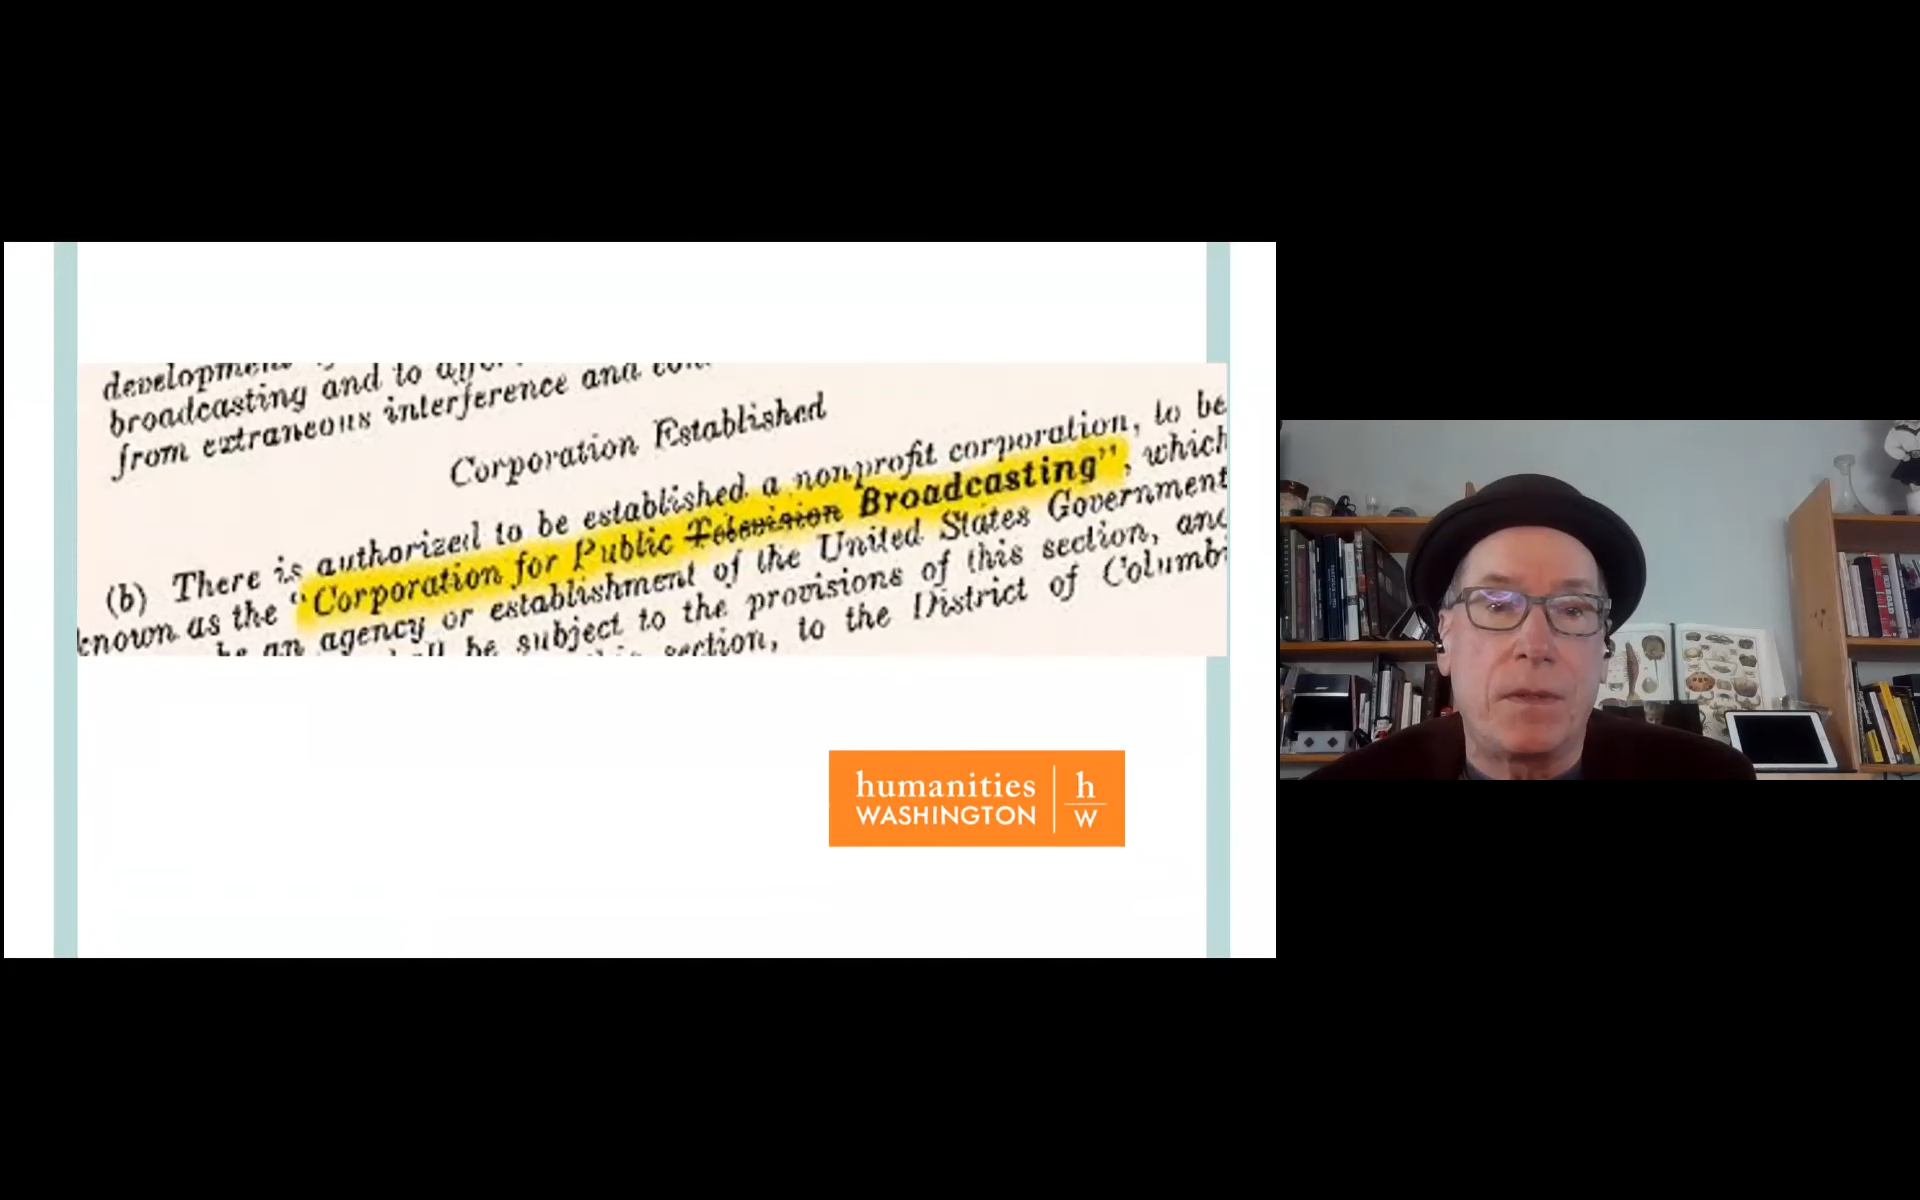 broadcasting and to
from extraneous interference and
Corporation Established
(b) There is authorized to be established a nonprofit corporation, to be
known as the "Corporation for Public Television Broadcasting", which
an agency or establishment of the United States Government
be subject to the provisions of this section, and
section, to the District of
humanities
WASHINGTON
h
w